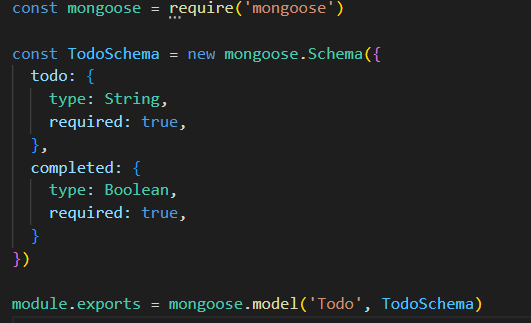 const mongoose = require('mongoose')
const TodoSchema = new mongoose.Schema({
  todo: {
    type: String,
    required: true,
  },
  completed: {
    type: Boolean,
    required: true,
  }
})
module.exports = mongoose.model('Todo', TodoSchema)